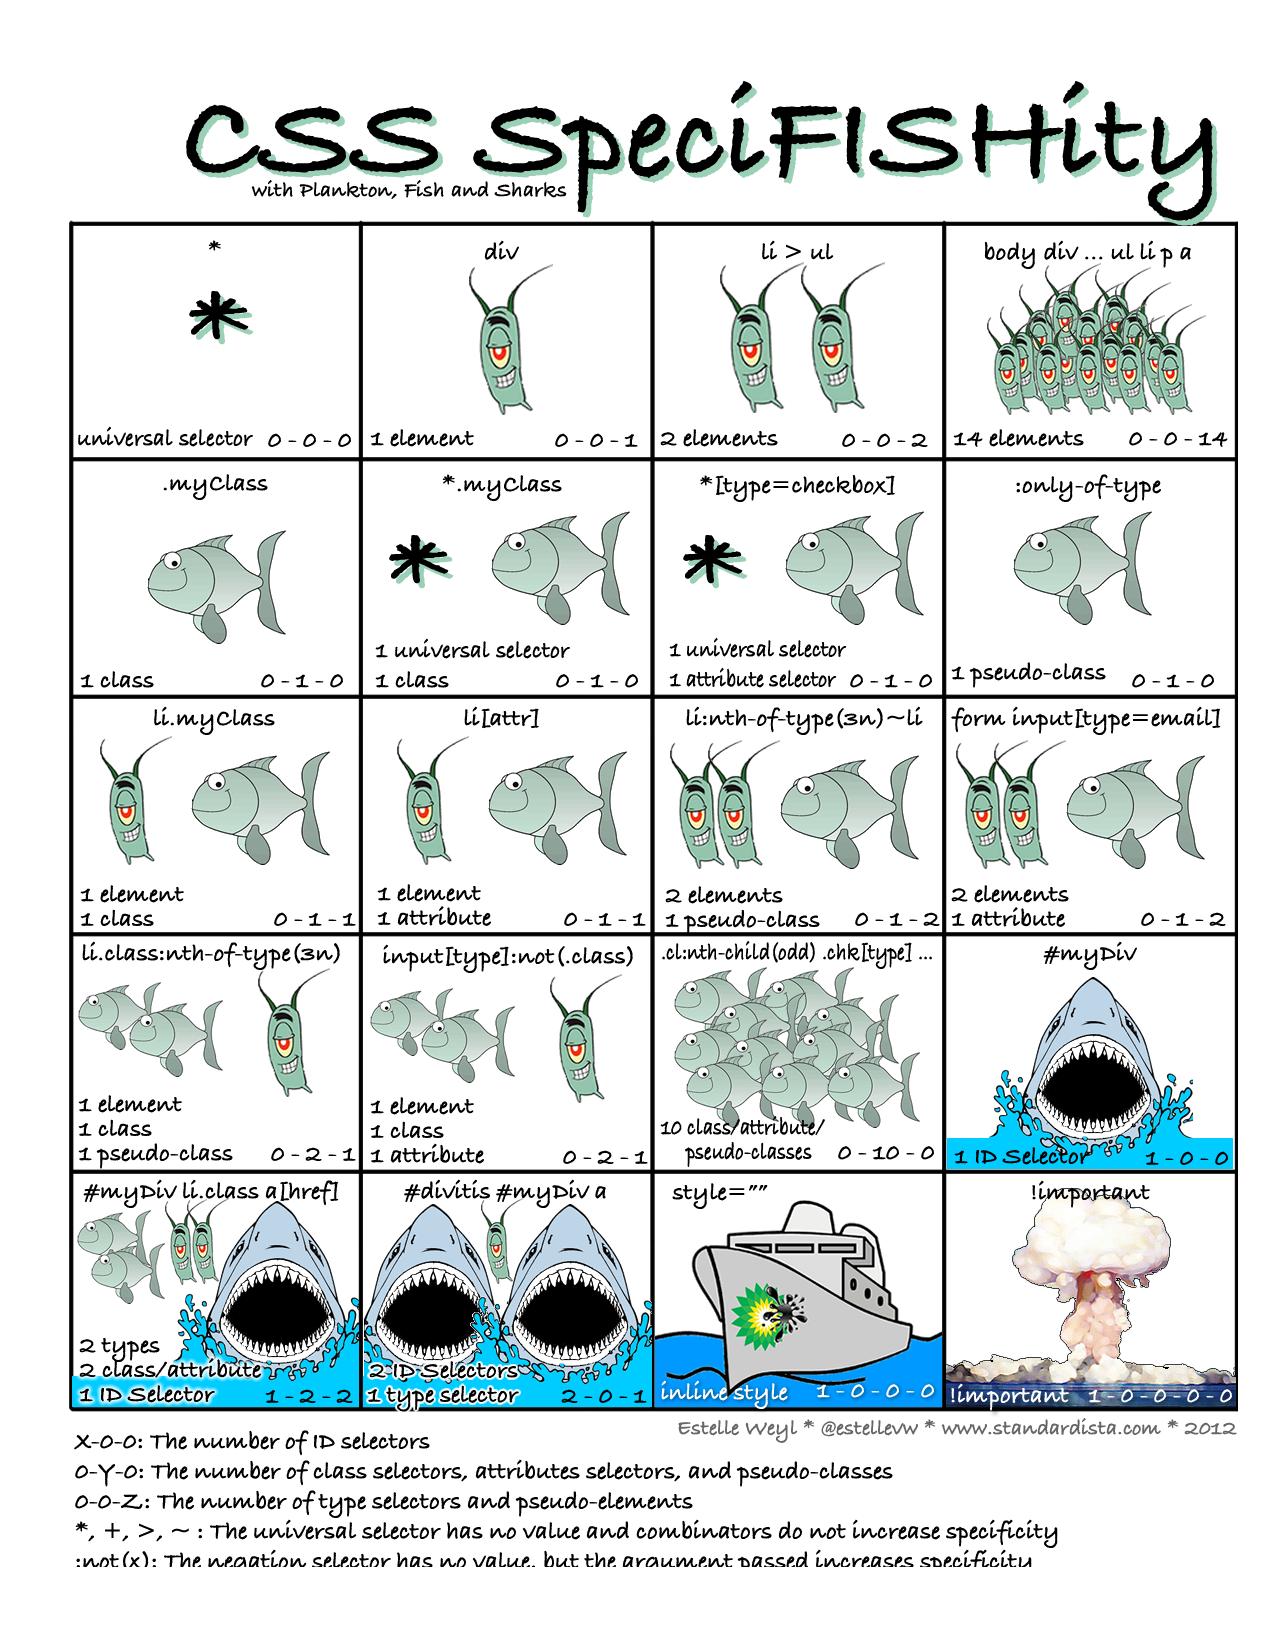 CSS SpeciFISHity
with Plankton, Fish and Sharks
*
*
universal selector 0-0-0
div
1 element 0-0-1
li > ul
2 elements 0-0-2
body div ... ul li p a
14 elements 0-0-14
.myClass
1 class 0-1-0
*.myClass
*
1 universal selector
1 class 0-1-0
*[type=checkbox]
*
1 universal selector
1 attribute selector 0-1-0
:only-of-type
1 pseudo-class 0-1-0
li.myClass
1 element
1 class 0-1-1
li[attr]
1 element
1 attribute 0-1-1
li:nth-of-type(3n)~li
2 elements
1 pseudo-class 0-1-2
form input[type=email]
2 elements
1 attribute 0-1-2
li.class:nth-of-type(3n)
1 element
1 class
1 pseudo-class 0-2-1
input[type]:not(.class)
1 element
1 class
1 attribute 0-2-1
.cl:nth-child(odd) .chk[type] ...
10 class/attribute/
pseudo-classes 0-10-0
#myDiv
1 ID Selector 1-0-0
#myDiv li.class a[href]
2 types
2 class/attribute
1 ID Selector 1-2-2
#divitis #myDiv a
2 ID Selectors
1 type selector 2-0-1
style=""
inline style 1-0-0-0
!important
!important 1-0-0-0-0
Estelle Weyl * @estellevw * www.standardista.com * 2012
X-0-0: The number of ID selectors
0-Y-0: The number of class selectors, attributes selectors, and pseudo-classes
0-0-Z: The number of type selectors and pseudo-elements
*, +, >, ~ : The universal selector has no value and combinators do not increase specificity
:not(x): The negation selector has no value, but the argument passed increases specificity